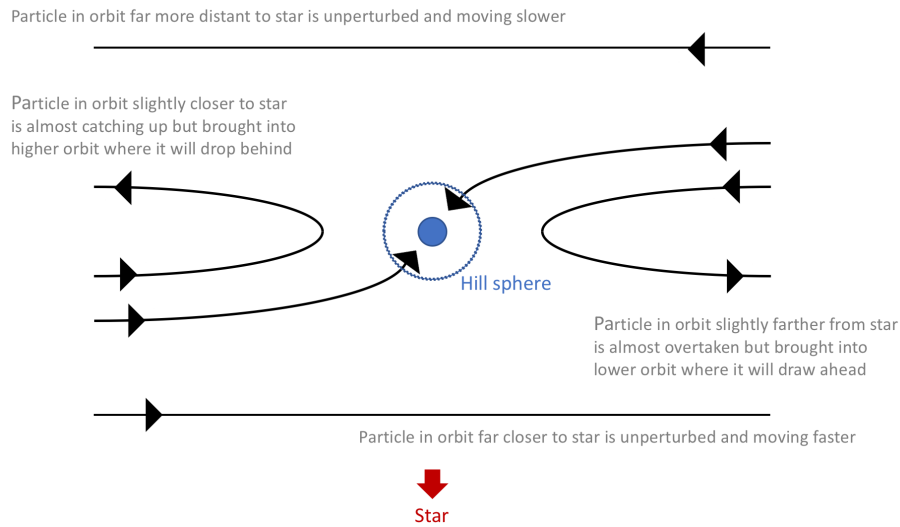 Particle in orbit far more distant to star is unperturbed and moving slower
Particle in orbit slightly closer to star
is almost catching up but brought into
higher orbit where it will drop behind
Hill sphere
Particle in orbit slightly farther from star
is almost overtaken but brought into
lower orbit where it will draw ahead
Particle in orbit far closer to star is unperturbed and moving faster
Star